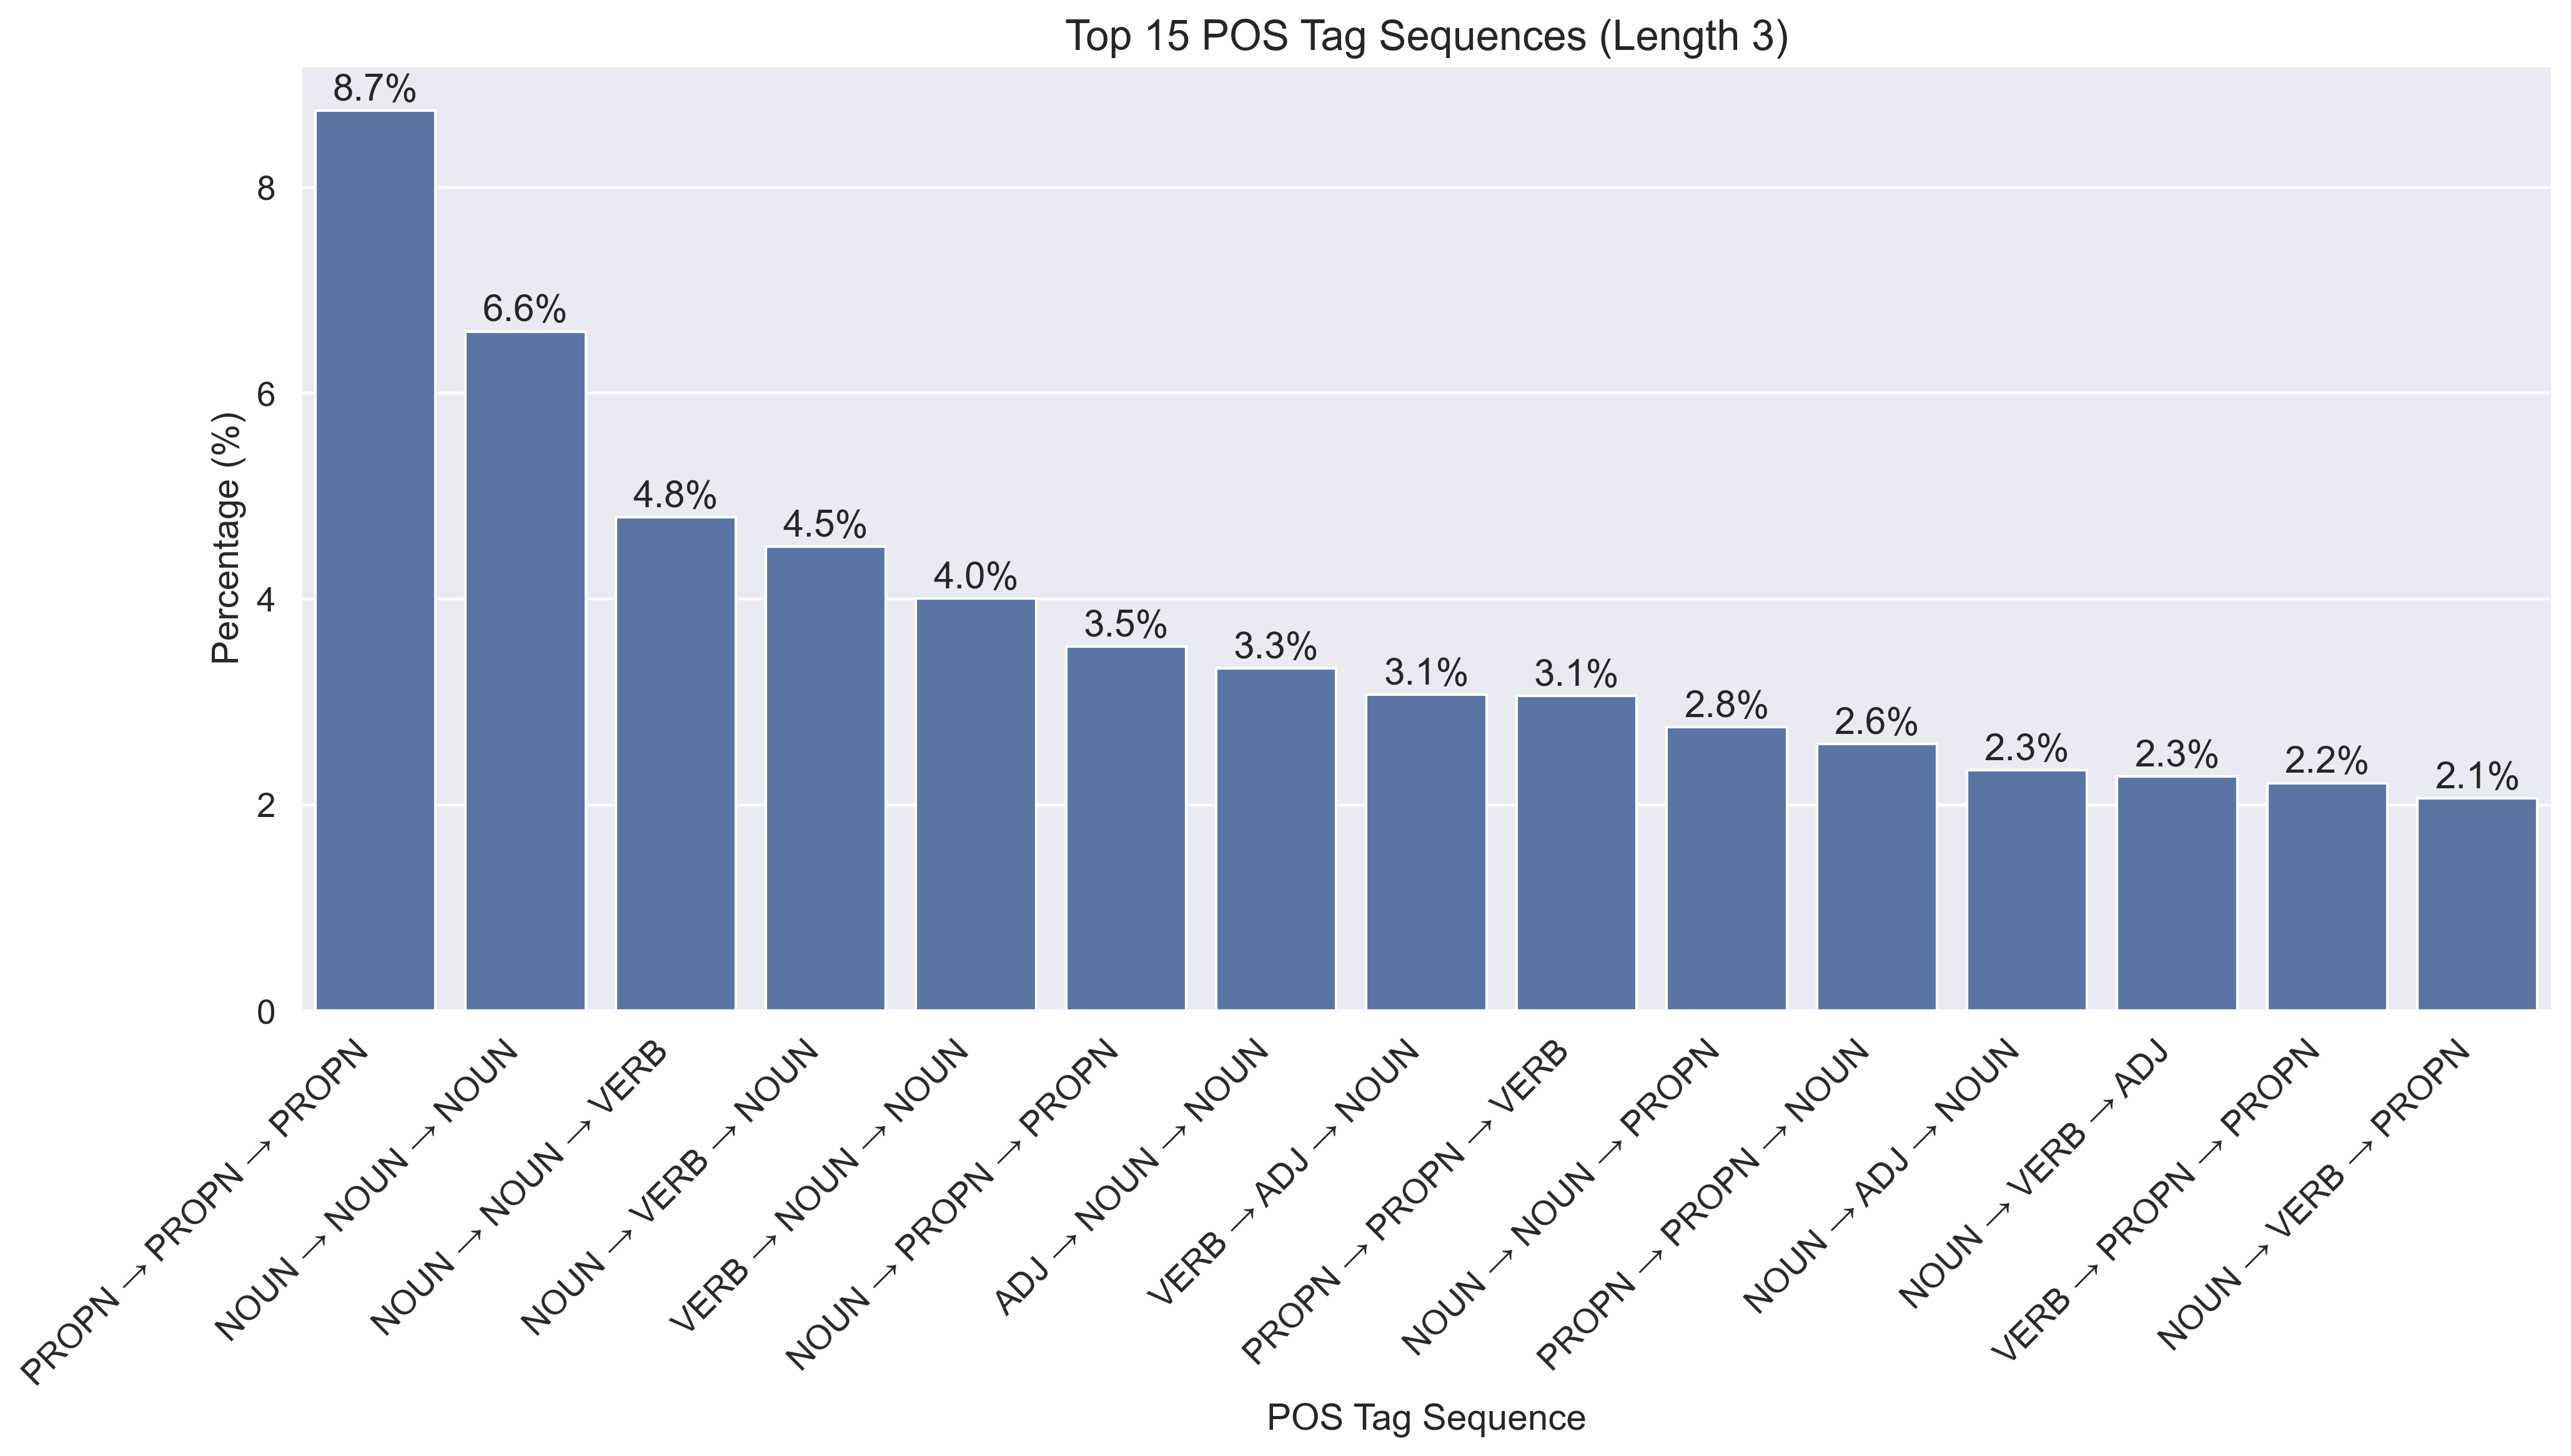 Top 15 POS Tag Sequences (Length 3)
Percentage (%)
8
6
4
2
0
8.7%
6.6%
4.8%
4.5%
4.0%
3.5%
3.3%
3.1%
3.1%
2.8%
2.6%
2.3%
2.3%
2.2%
2.1%
PROPN → PROPN → PROPN
NOUN → NOUN → NOUN
NOUN → NOUN → VERB
NOUN → VERB → NOUN
VERB → NOUN → NOUN
NOUN → PROPN → PROPN
ADJ → NOUN → NOUN
VERB → ADJ → NOUN
PROPN → PROPN → VERB
NOUN → NOUN → PROPN
PROPN → PROPN → NOUN
NOUN → ADJ → NOUN
NOUN → VERB → ADJ
VERB → PROPN → PROPN
NOUN → VERB → PROPN
POS Tag Sequence